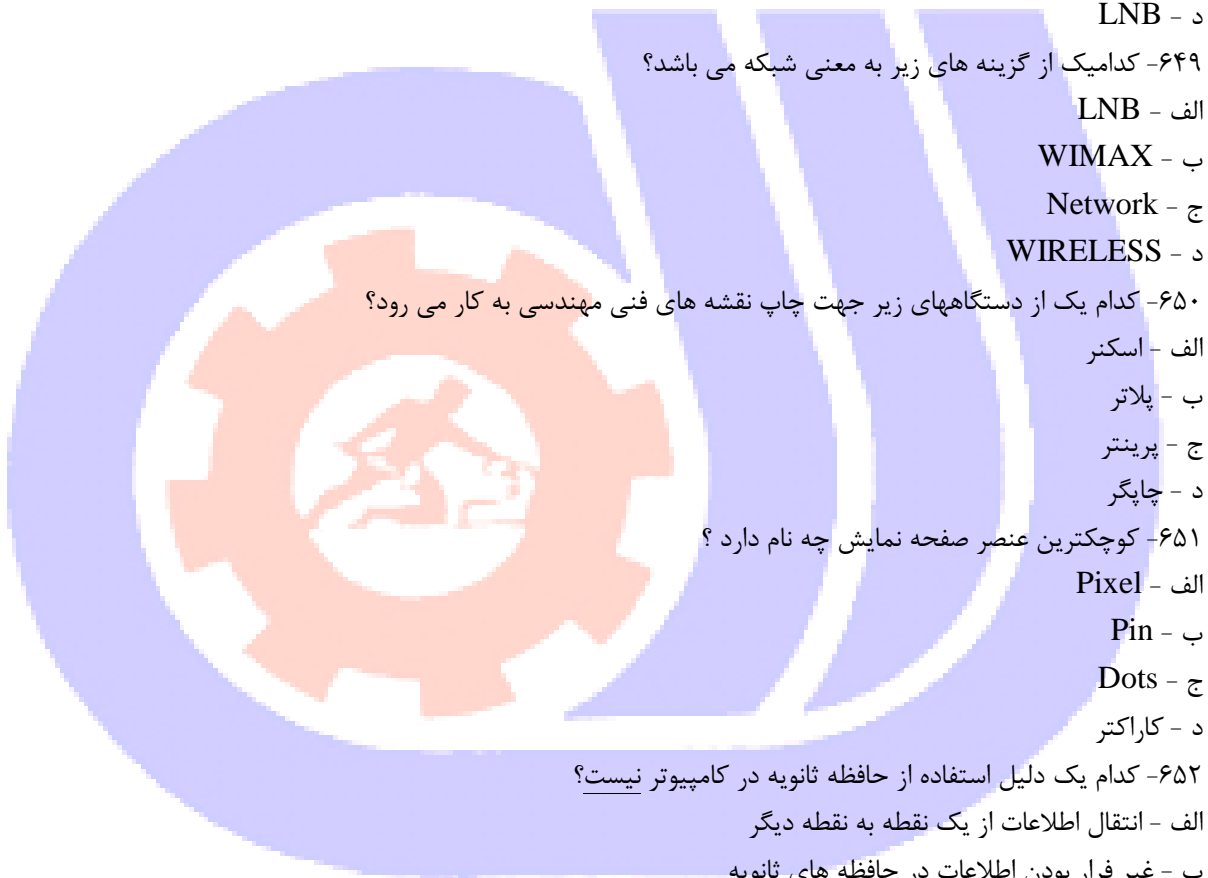 د - LNB
۶۴۹- کدامیک از گزینه های زیر به معنی شبکه می باشد؟
الف - LNB
ب - WIMAX
ج - Network
د - WIRELESS
۶۵۰- کدام یک از دستگاههای زیر جهت چاپ نقشه های فنی مهندسی به کار می رود؟
الف - اسکنر
ب - پلاتر
ج - پرینتر
د - چاپگر
۶۵۱- کوچکترین عنصر صفحه نمایش چه نام دارد ؟
الف - Pixel
ب - Pin
ج - Dots
د - کاراکتر
۶۵۲- کدام یک دلیل استفاده از حافظه ثانویه در کامپیوتر نیست؟
الف - انتقال اطلاعات از یک نقطه به نقطه دیگر
ب - غیر فرار بودن اطلاعات در حافظه های ثانویه